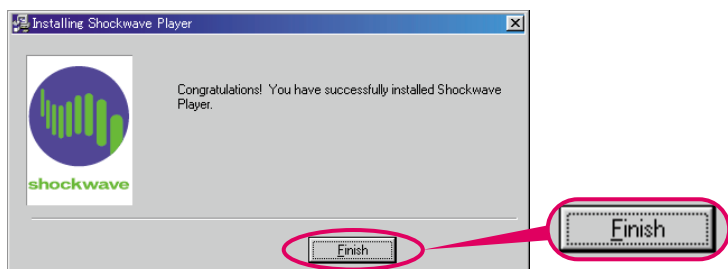 Installing Shockwave Player
Congratulations! You have successfully installed Shockwave
Player.
shockwave
Finish
Finish